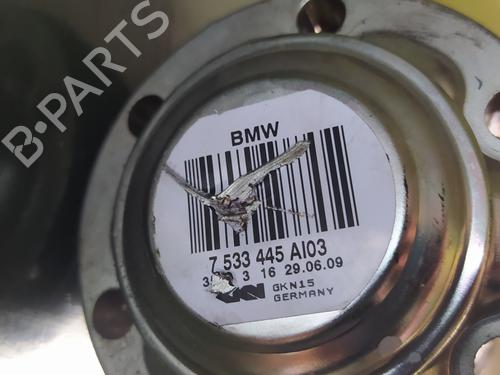 B-PARTS
BMW
7 533 445 AI03
3 16 29.06.09
GKN15
GERMANY